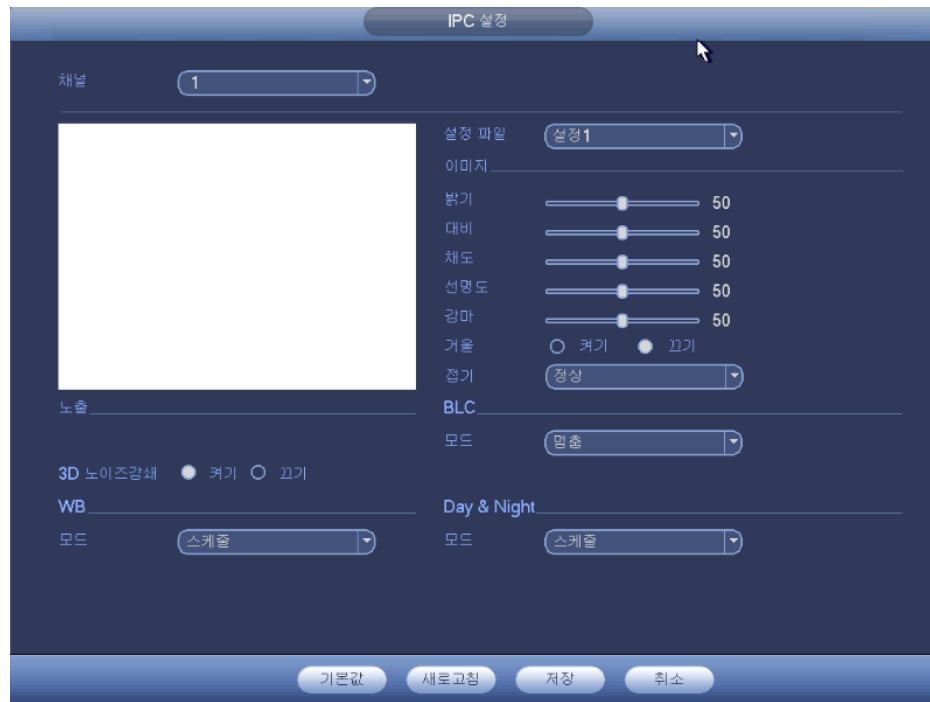 IPC 설정
채널 1
설정 파일 설정1
이미지
밝기 50
대비 50
채도 50
선명도 50
감마 50
거울 켜기 끄기
접기 정상
노출 BLC
모드 멈춤
3D 노이즈감쇄 켜기 끄기
WB Day & Night
모드 스케줄 모드 스케줄
기본값 새로고침 저장 취소